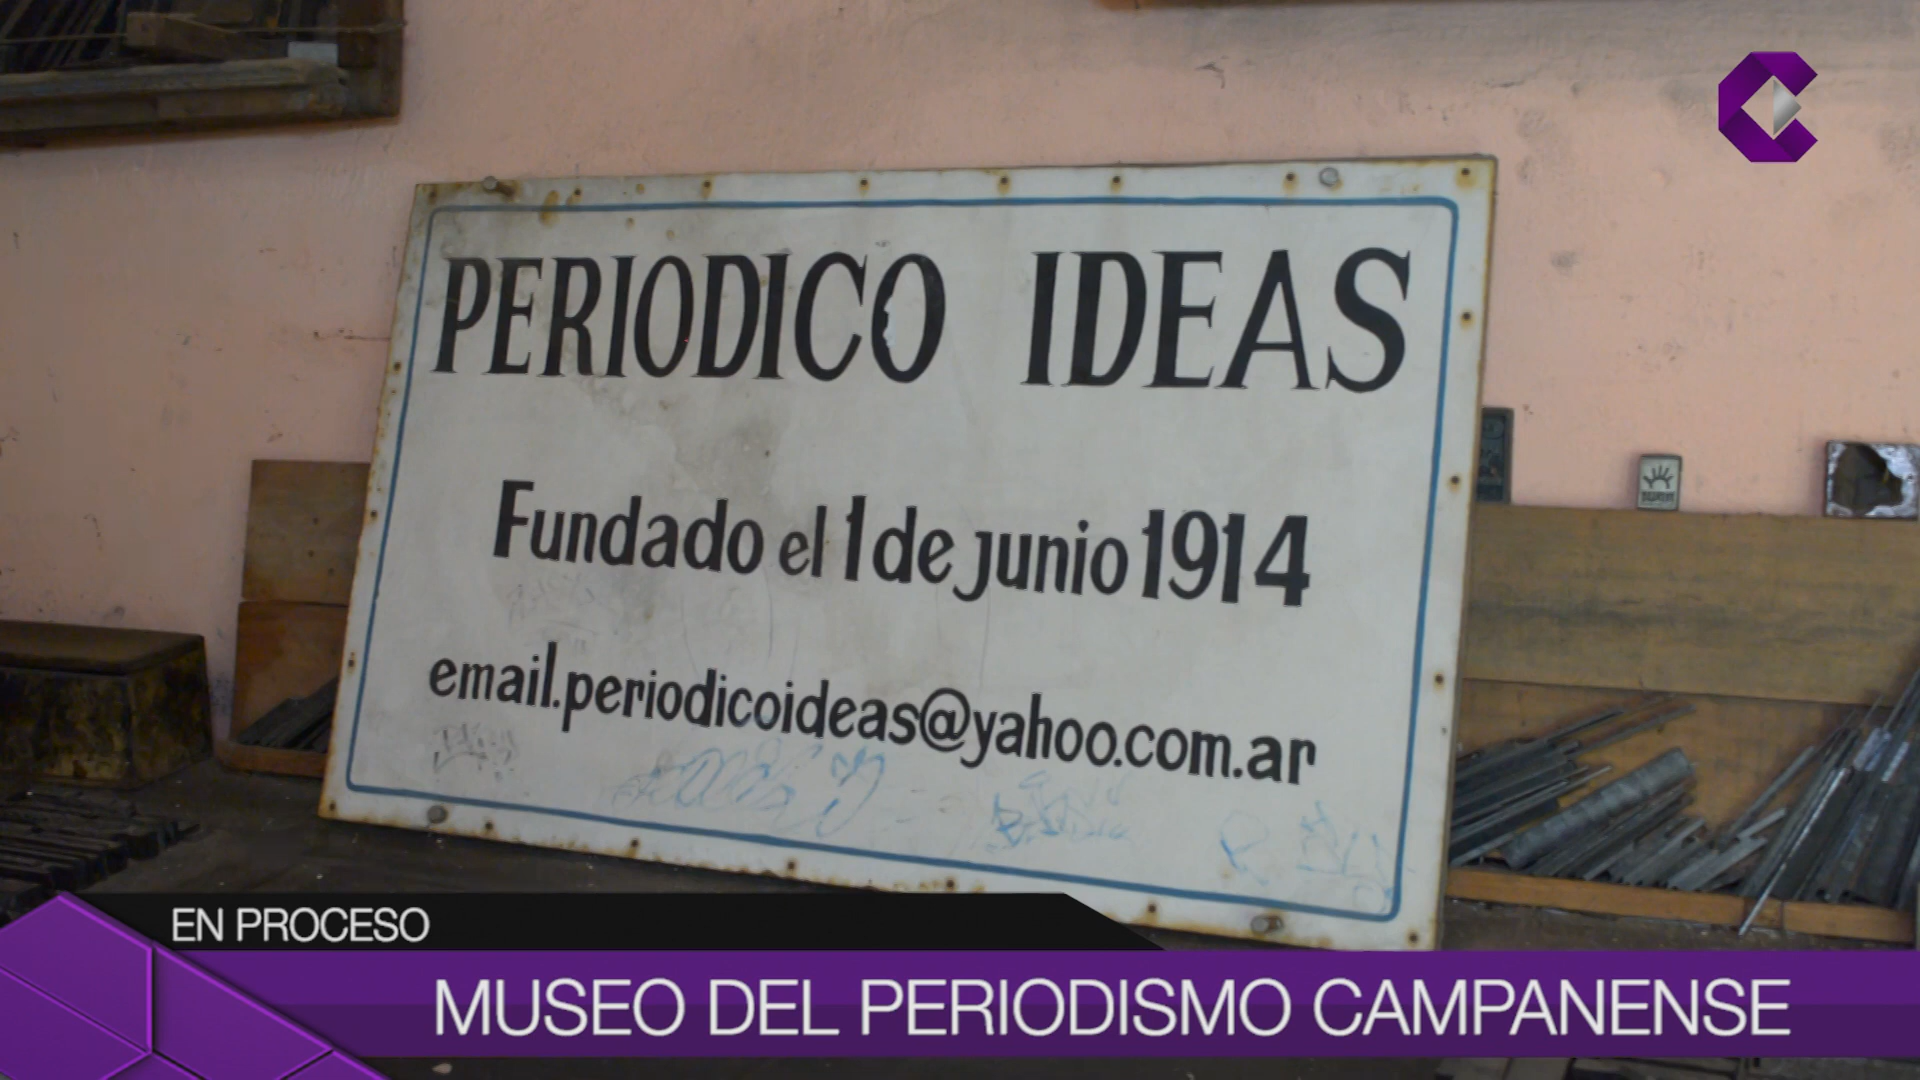 PERIODICO IDEAS
Fundado el 1 de junio 1914
email.periodicoideas@yahoo.com.ar
EN PROCESO
MUSEO DEL PERIODISMO CAMPANENSE